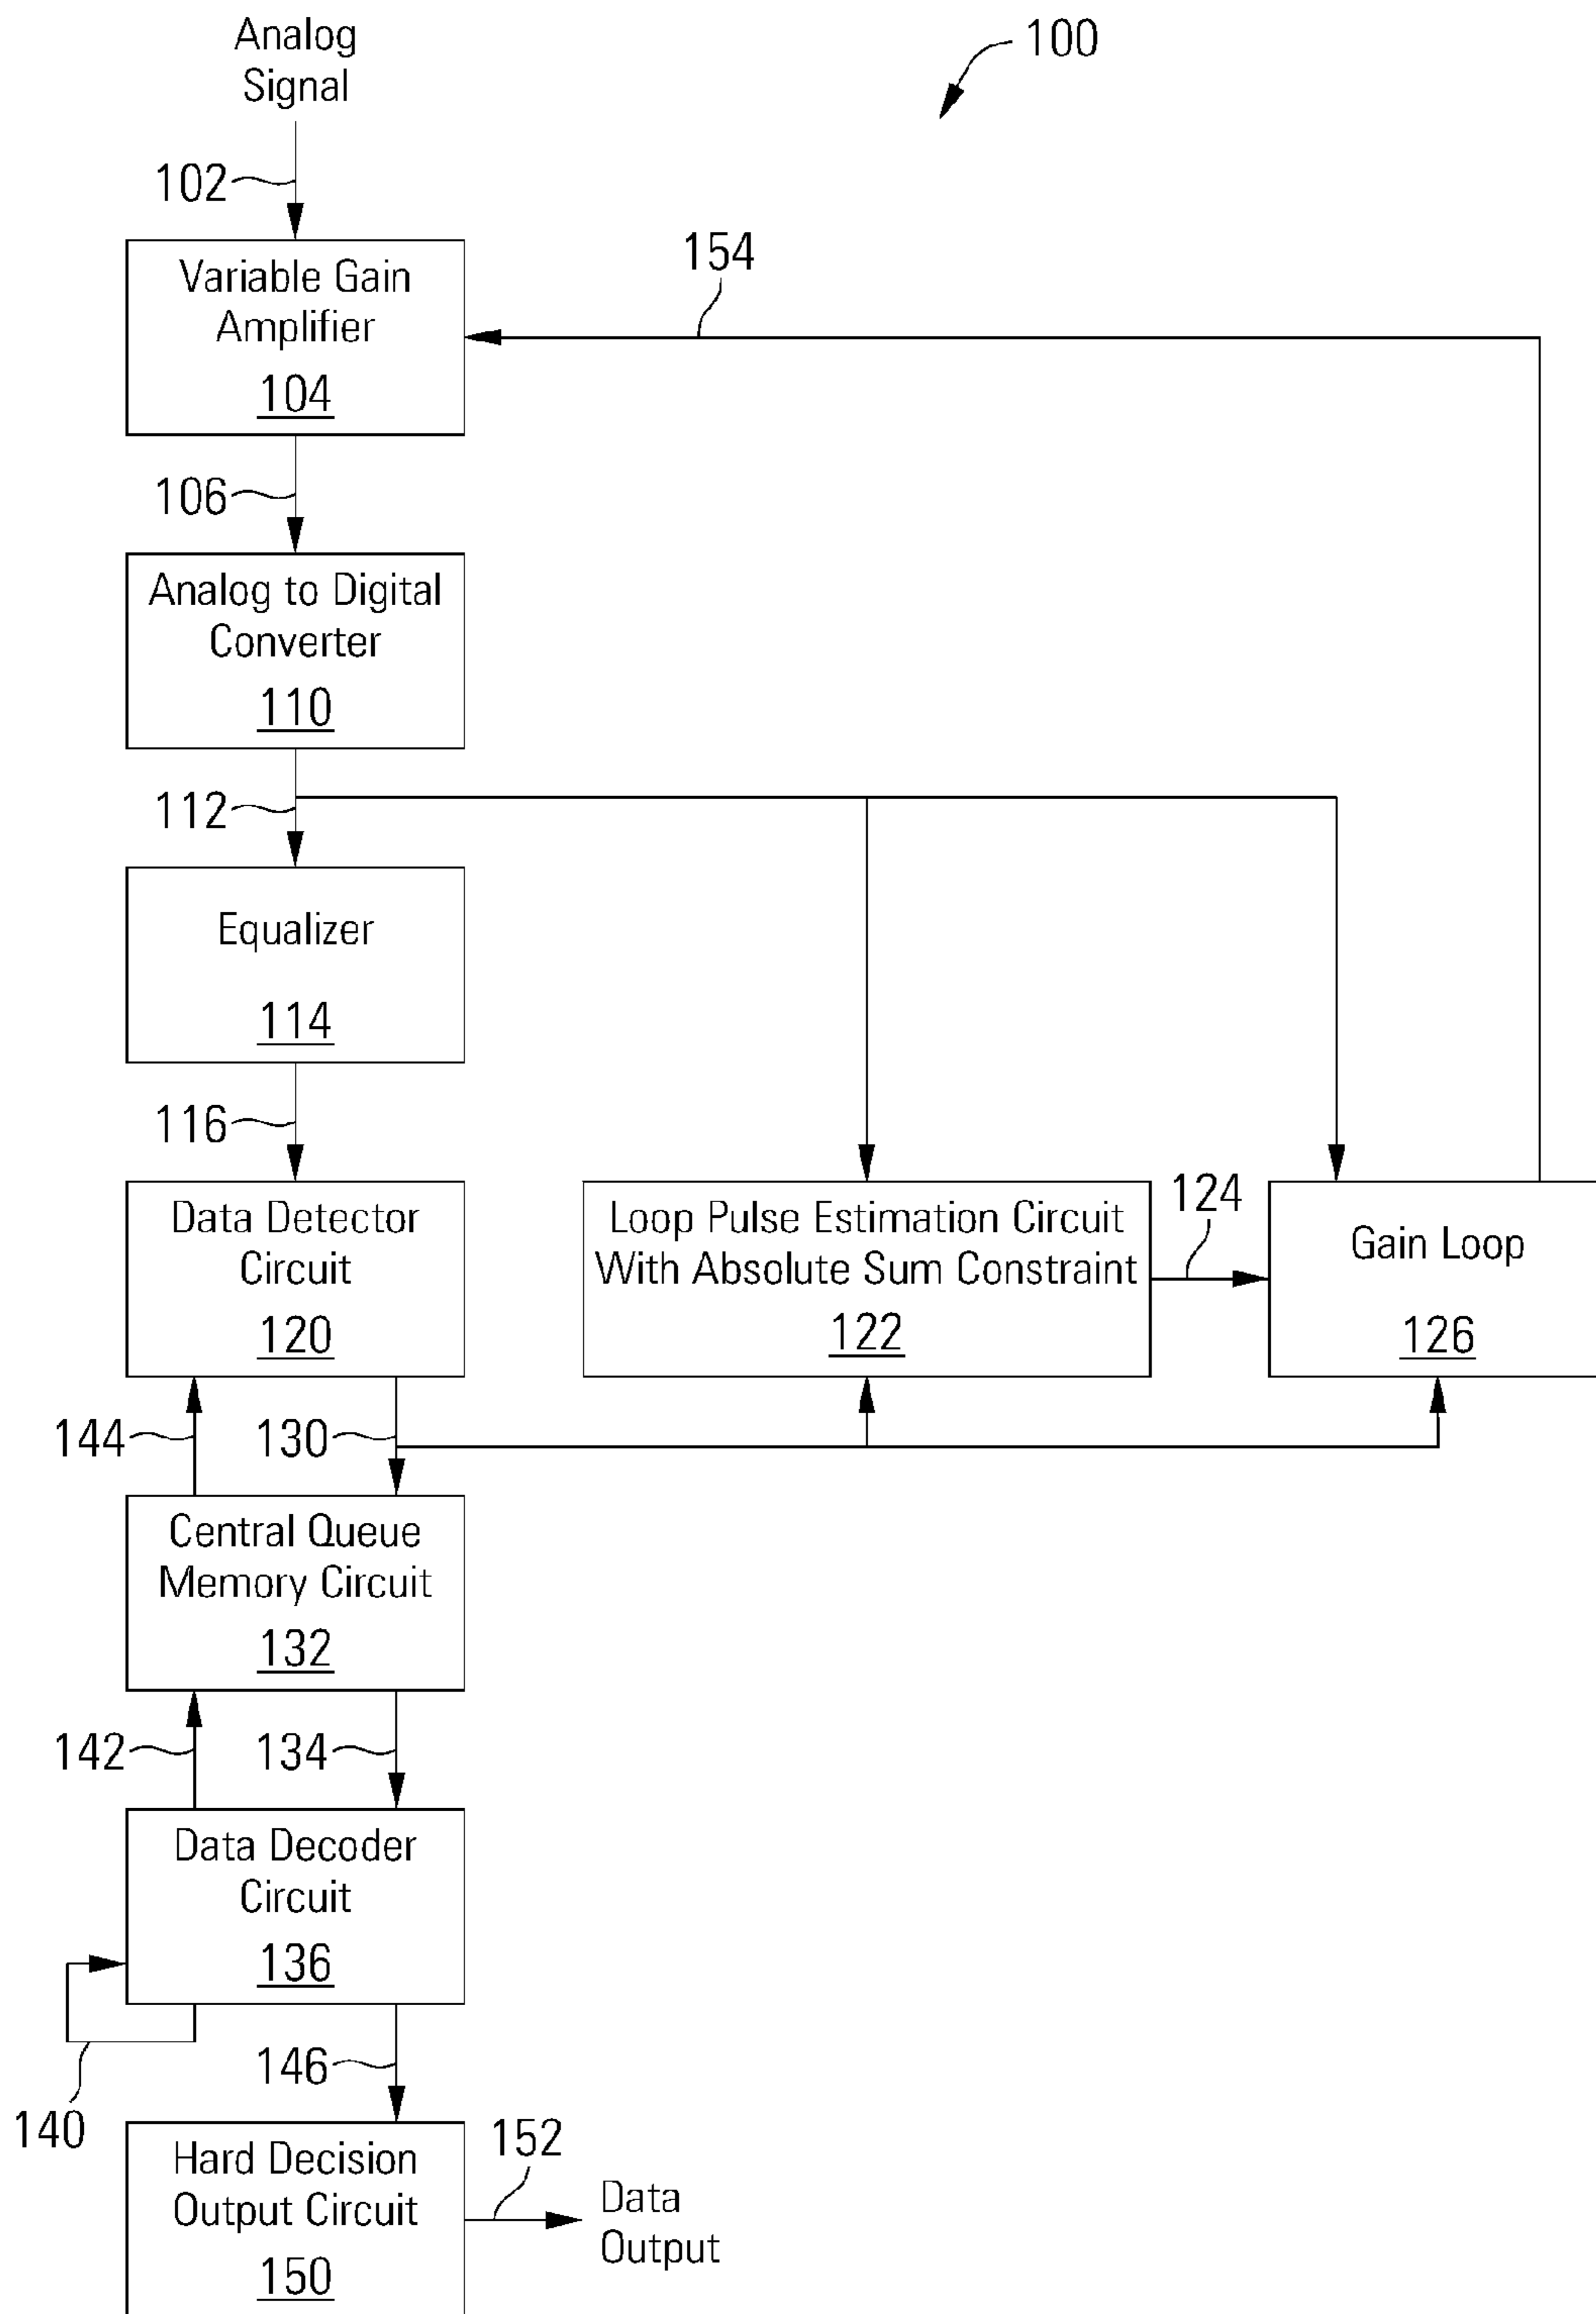 Analog
Signal
100
102
154
Variable Gain
Amplifier
104
106
Analog to Digital
Converter
110
112
Equalizer
114
116
Data Detector
Circuit
120
Loop Pulse Estimation Circuit
With Absolute Sum Constraint
122
124
Gain Loop
126
144
130
Central Queue
Memory Circuit
132
142
134
Data Decoder
Circuit
136
140
146
Hard Decision
Output Circuit
150
152
Data
Output